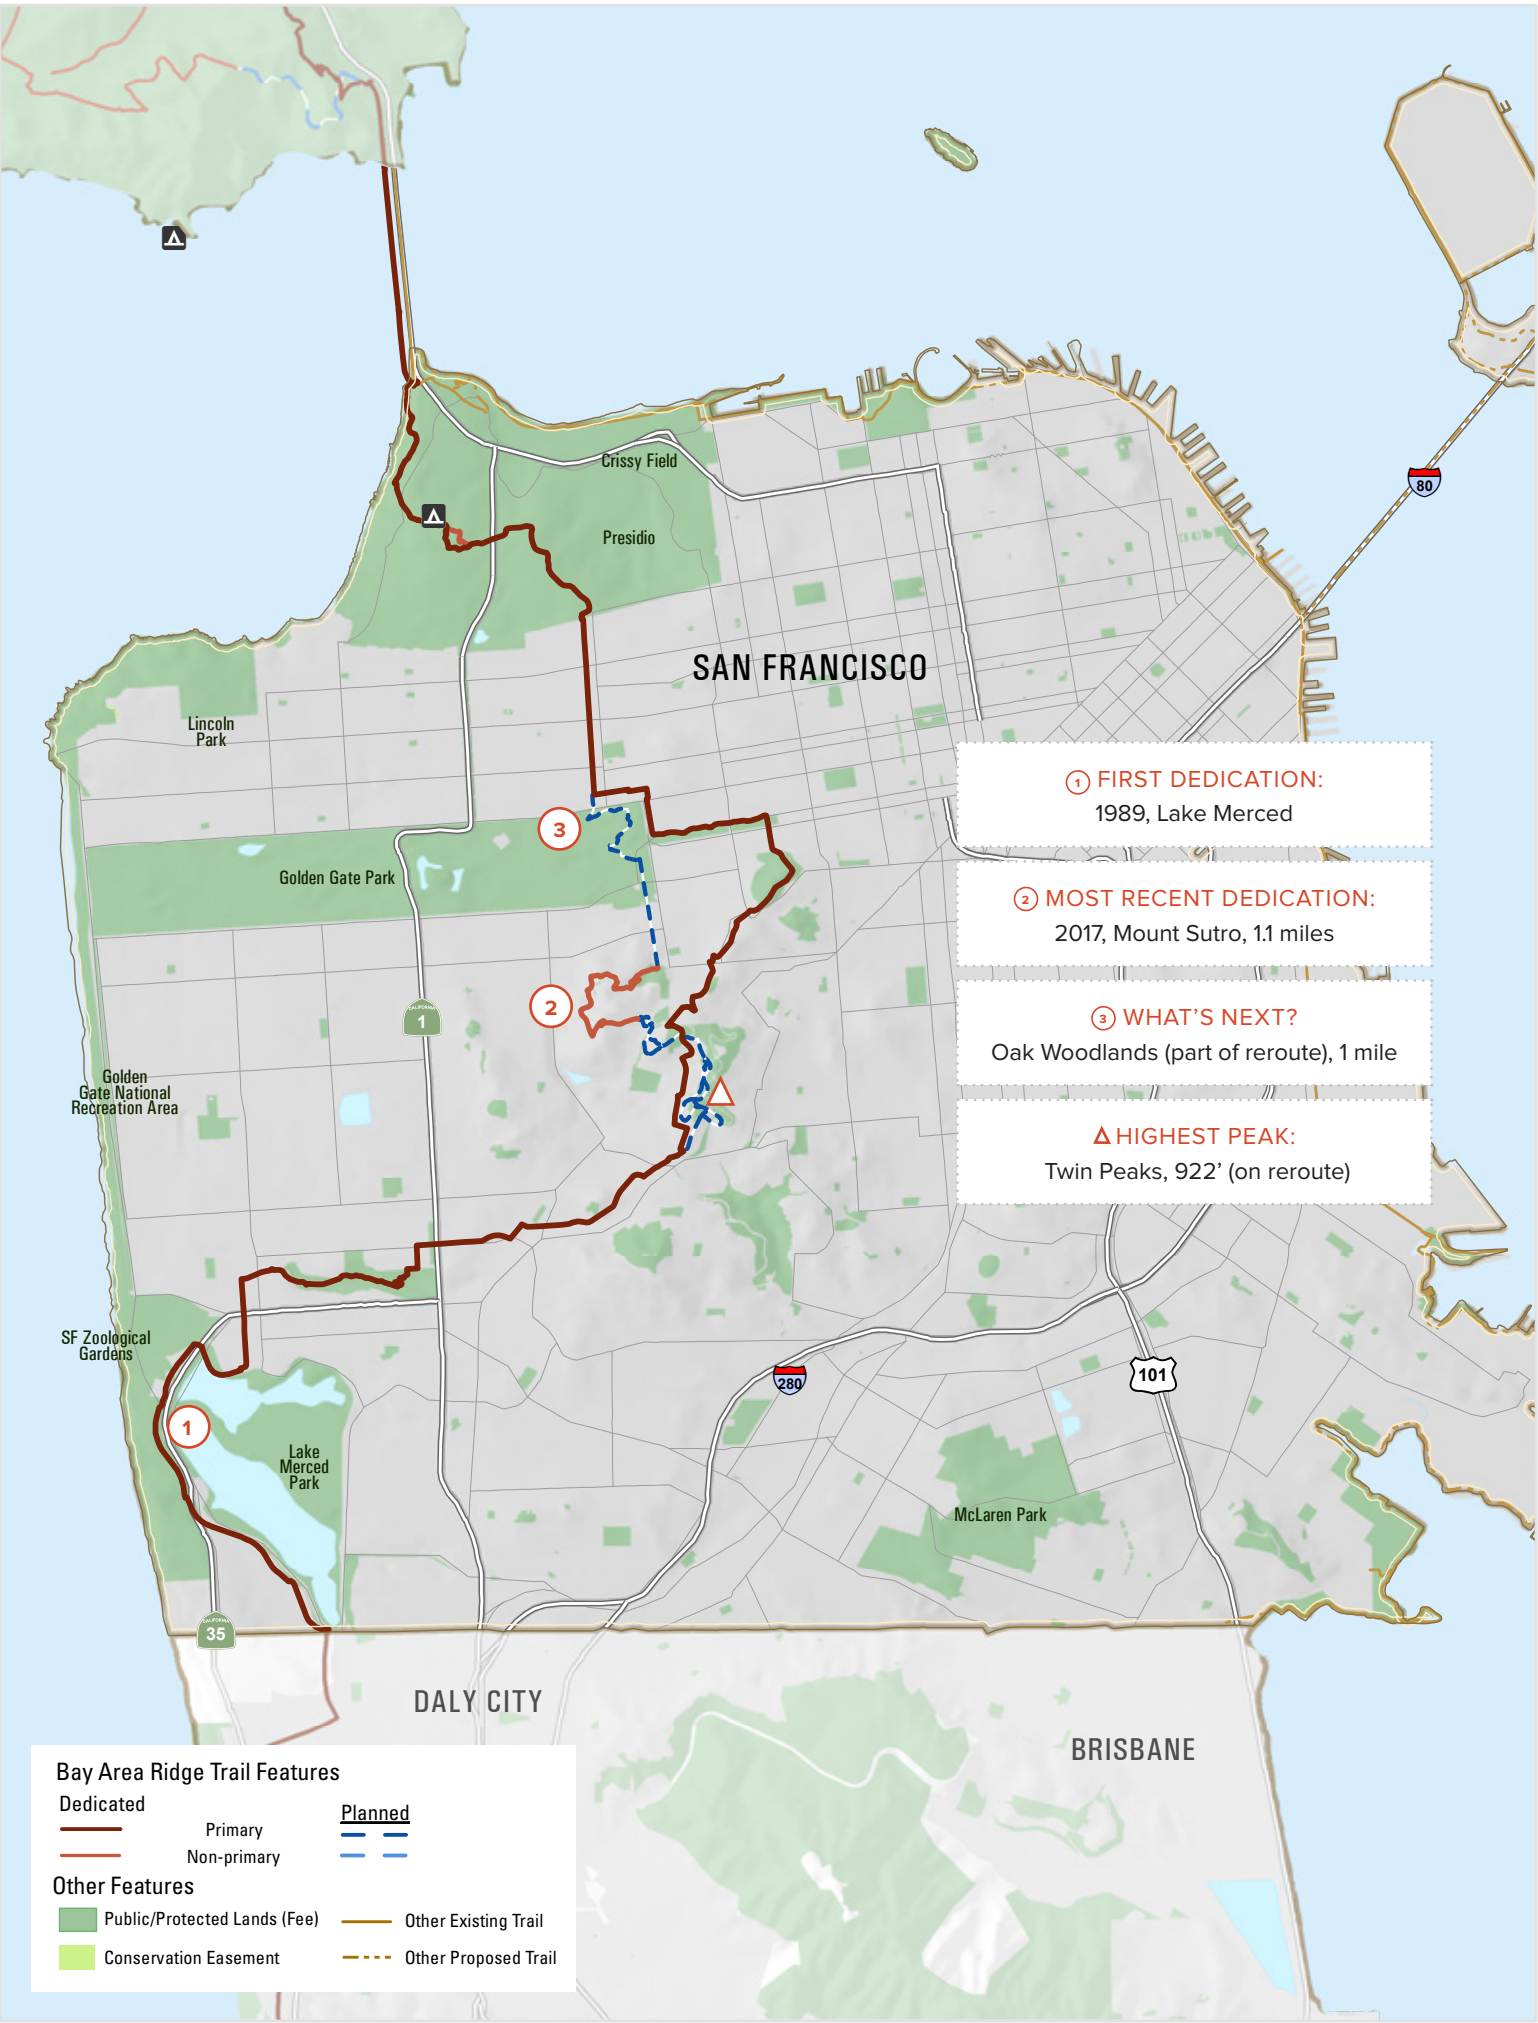 Crissy Field
Presidio
80
SAN FRANCISCO
Lincoln
Park
① FIRST DEDICATION:
1989, Lake Merced
3
Golden Gate Park
② MOST RECENT DEDICATION:
2017, Mount Sutro, 1.1 miles
2
CALIFORNIA
1
③ WHAT'S NEXT?
Oak Woodlands (part of reroute), 1 mile
Golden
Gate National
Recreation Area
HIGHEST PEAK:
Twin Peaks, 922' (on reroute)
SF Zoological
Gardens
280
101
1
Lake
Merced
Park
McLaren Park
CALIFORNIA
35
DALY CITY
BRISBANE
Bay Area Ridge Trail Features
Dedicated
Planned
Primary
Non-primary
Other Features
Public/Protected Lands (Fee)
Other Existing Trail
Conservation Easement
Other Proposed Trail